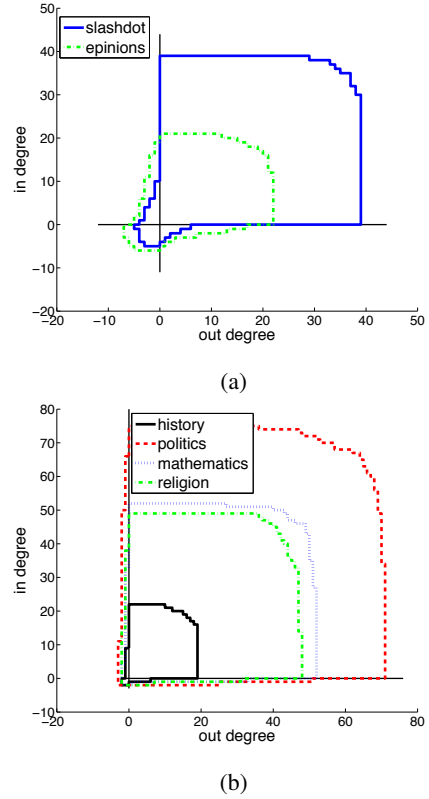 slashdot
epinions
50
40
30
20
10
0
−10
−20
in degree
−20 −10 0 10 20 30 40 50
out degree
(a)
history
politics
mathematics
religion
80
70
60
50
40
30
20
10
0
−10
in degree
−20 0 20 40 60 80
out degree
(b)